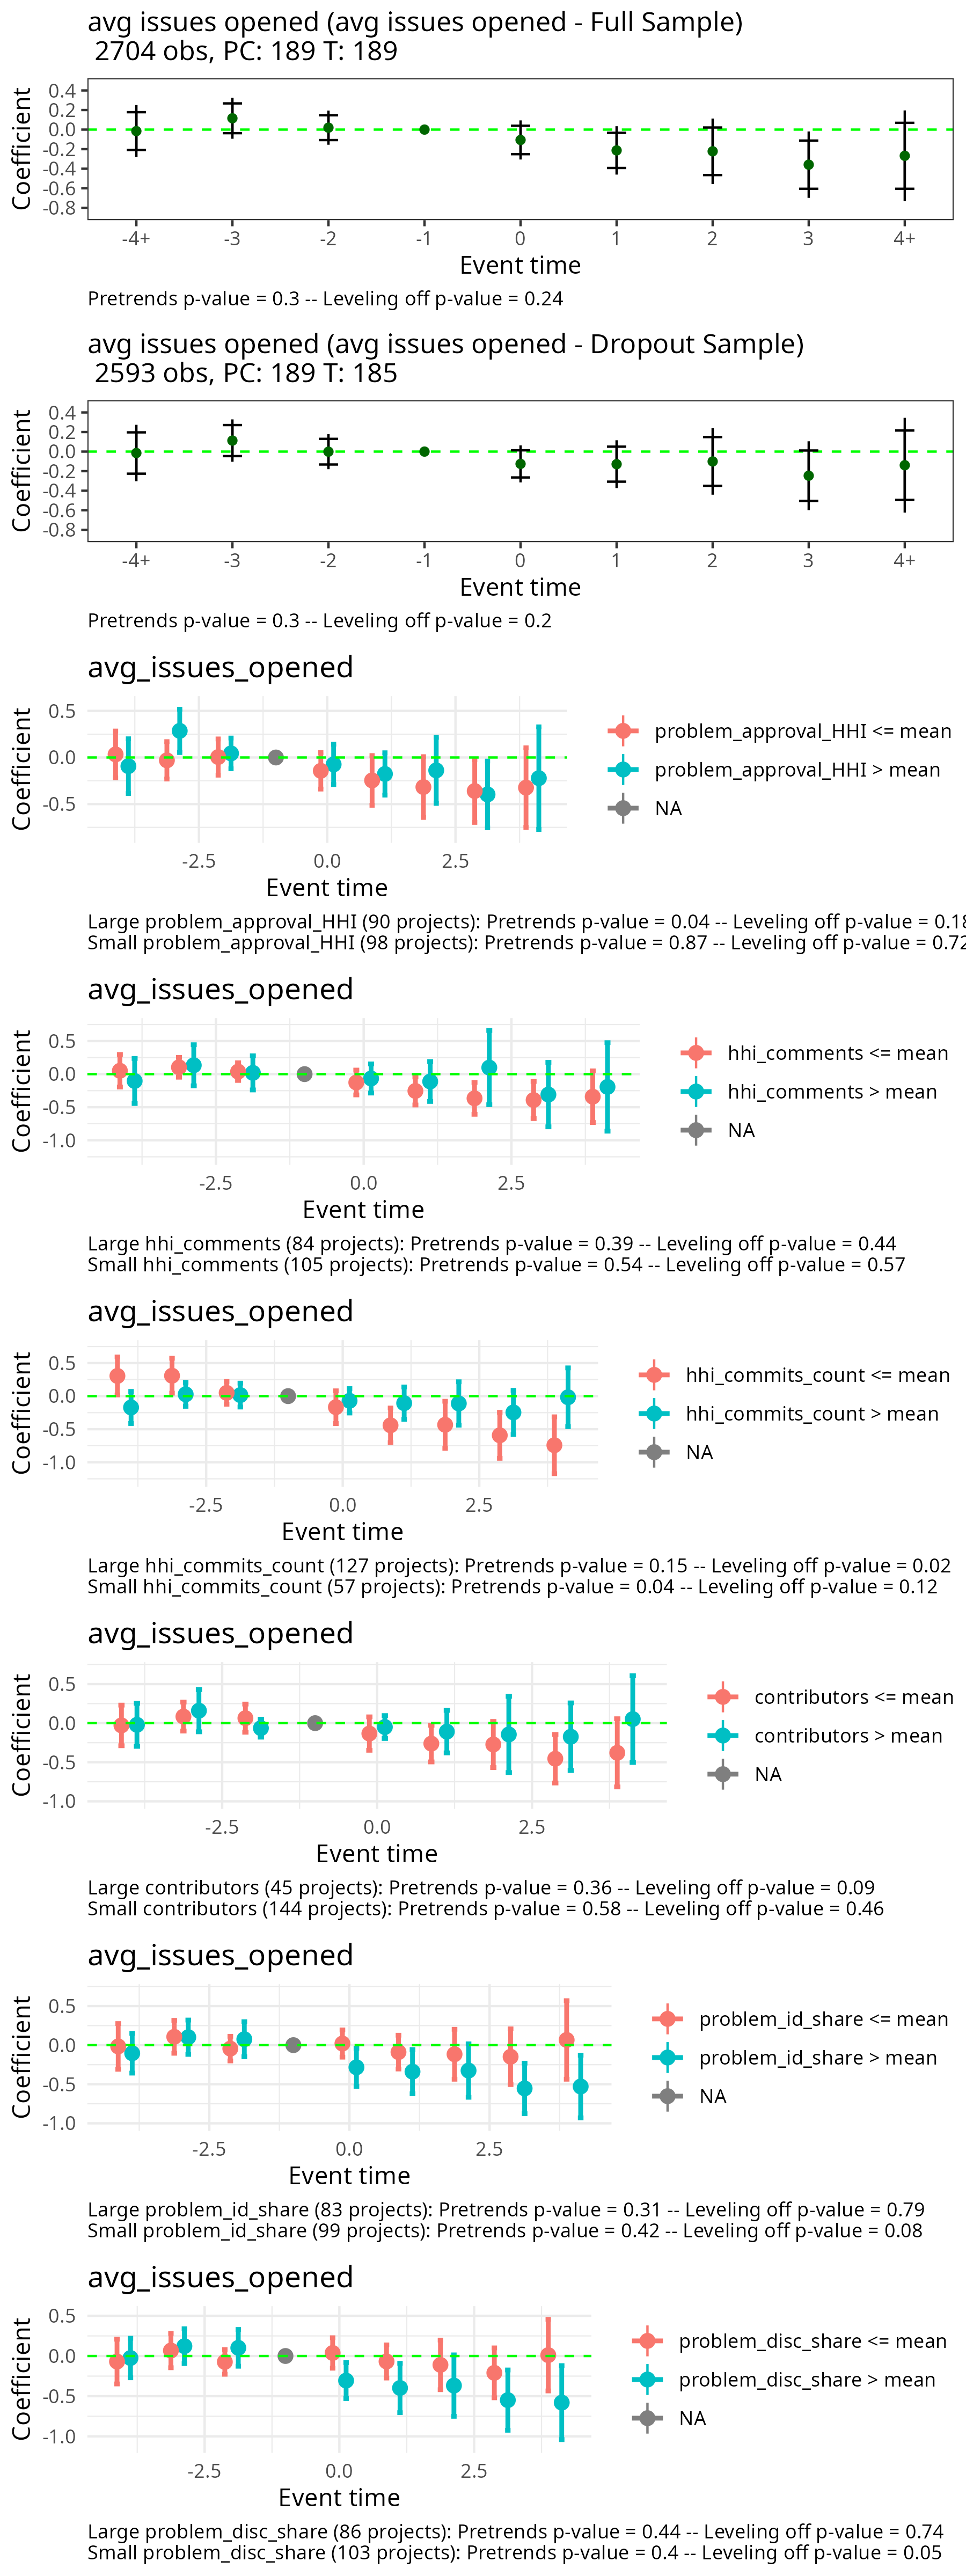 avg issues opened (avg issues opened - Full Sample)
2704 obs, PC: 189 T: 189
Coefficient
0.4
0.2
0.0
-0.2
-0.4
-0.6
-0.8
-4+ -3 -2 -1 0 1 2 3 4+
Event time
Pretrends p-value = 0.3 -- Leveling off p-value = 0.24
avg issues opened (avg issues opened - Dropout Sample)
2593 obs, PC: 189 T: 185
Coefficient
0.4
0.2
0.0
-0.2
-0.4
-0.6
-0.8
-4+ -3 -2 -1 0 1 2 3 4+
Event time
Pretrends p-value = 0.3 -- Leveling off p-value = 0.2
avg_issues_opened
Coefficient
0.5
0.0
-0.5
-2.5 0.0 2.5
Event time
problem_approval_HHI <= mean
problem_approval_HHI > mean
NA
Large problem_approval_HHI (90 projects): Pretrends p-value = 0.04 -- Leveling off p-value = 0.18
Small problem_approval_HHI (98 projects): Pretrends p-value = 0.87 -- Leveling off p-value = 0.72
avg_issues_opened
Coefficient
0.5
0.0
-0.5
-1.0
-2.5 0.0 2.5
Event time
hhi_comments <= mean
hhi_comments > mean
NA
Large hhi_comments (84 projects): Pretrends p-value = 0.39 -- Leveling off p-value = 0.44
Small hhi_comments (105 projects): Pretrends p-value = 0.54 -- Leveling off p-value = 0.57
avg_issues_opened
Coefficient
0.5
0.0
-0.5
-1.0
-2.5 0.0 2.5
Event time
hhi_commits_count <= mean
hhi_commits_count > mean
NA
Large hhi_commits_count (127 projects): Pretrends p-value = 0.15 -- Leveling off p-value = 0.02
Small hhi_commits_count (57 projects): Pretrends p-value = 0.04 -- Leveling off p-value = 0.12
avg_issues_opened
Coefficient
0.5
0.0
-0.5
-1.0
-2.5 0.0 2.5
Event time
contributors <= mean
contributors > mean
NA
Large contributors (45 projects): Pretrends p-value = 0.36 -- Leveling off p-value = 0.09
Small contributors (144 projects): Pretrends p-value = 0.58 -- Leveling off p-value = 0.46
avg_issues_opened
Coefficient
0.5
0.0
-0.5
-1.0
-2.5 0.0 2.5
Event time
problem_id_share <= mean
problem_id_share > mean
NA
Large problem_id_share (83 projects): Pretrends p-value = 0.31 -- Leveling off p-value = 0.79
Small problem_id_share (99 projects): Pretrends p-value = 0.42 -- Leveling off p-value = 0.08
avg_issues_opened
Coefficient
0.5
0.0
-0.5
-1.0
-2.5 0.0 2.5
Event time
problem_disc_share <= mean
problem_disc_share > mean
NA
Large problem_disc_share (86 projects): Pretrends p-value = 0.44 -- Leveling off p-value = 0.74
Small problem_disc_share (103 projects): Pretrends p-value = 0.4 -- Leveling off p-value = 0.05